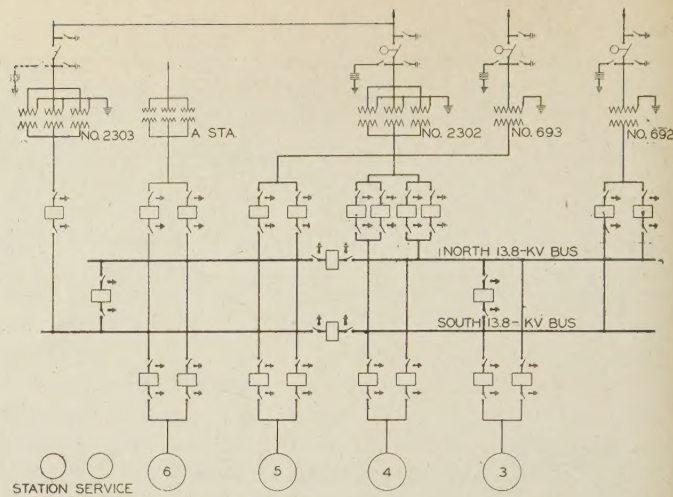 NO. 2303
A STA.
NO. 2302
NO. 693
NO. 692
NORTH 13.8-KV BUS
SOUTH 13.8-KV BUS
6
5
4
3
STATION SERVICE